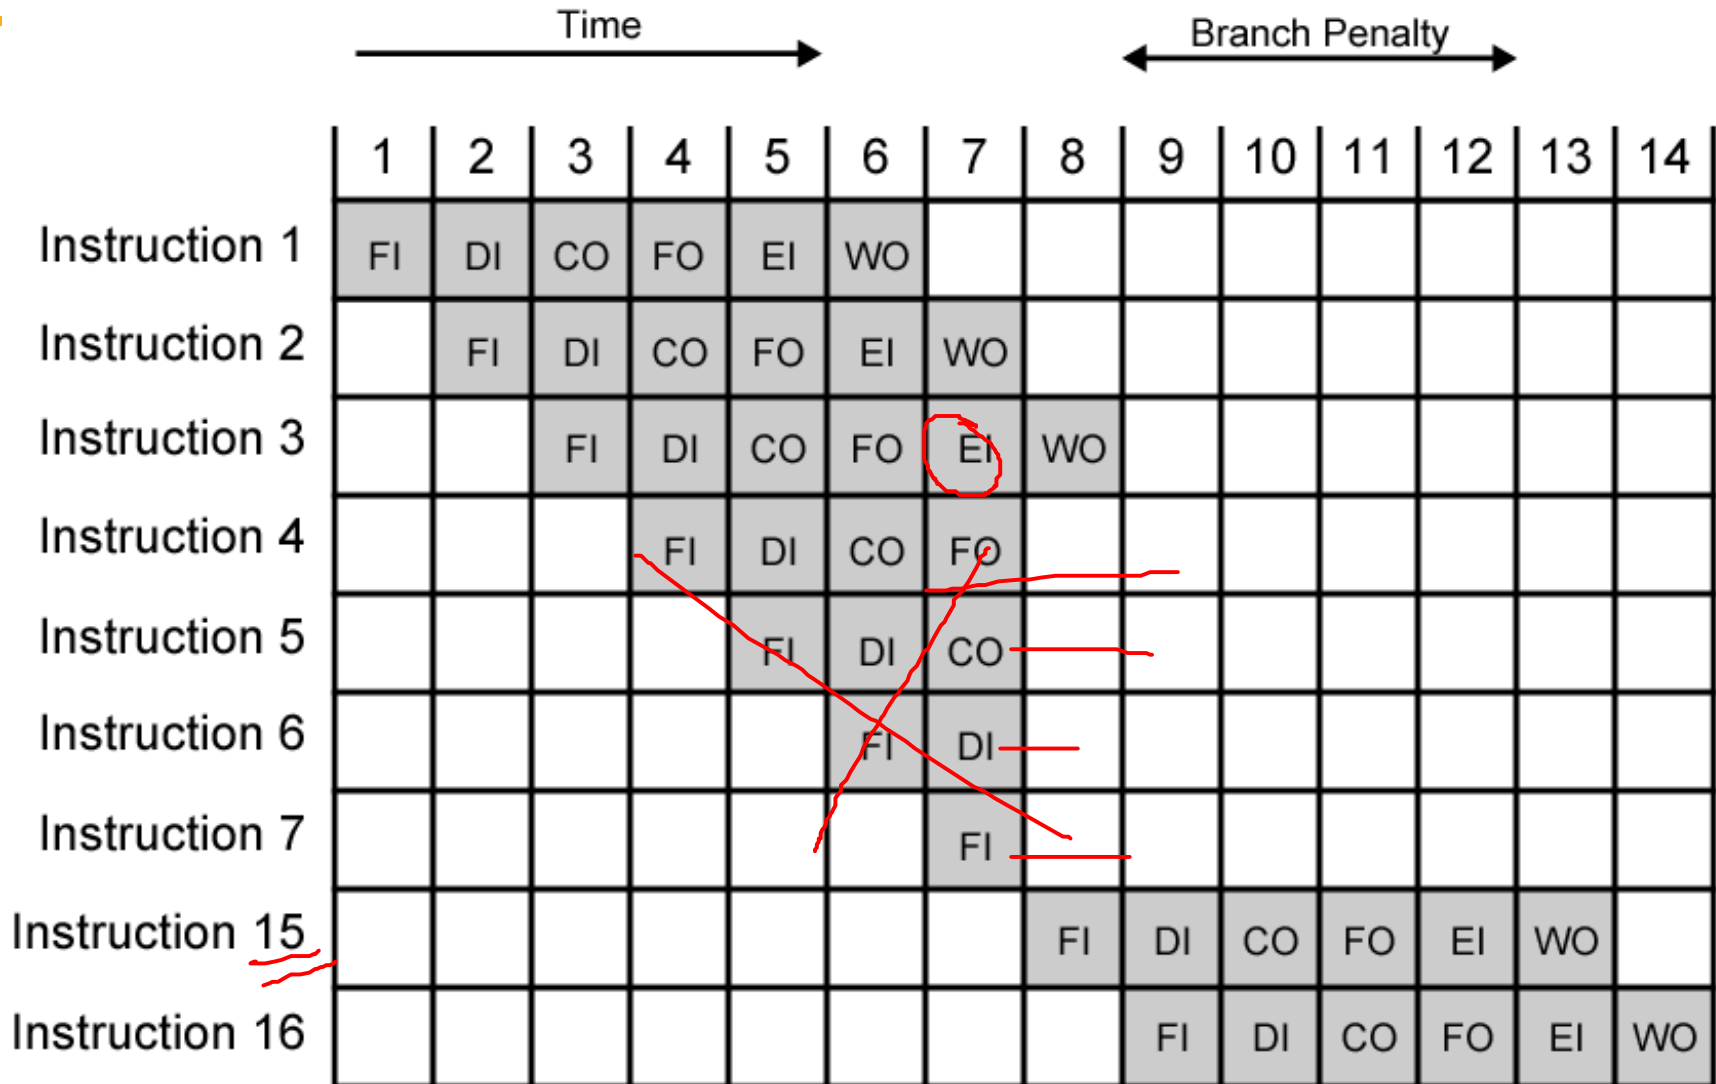 Time Branch Penalty
1 2 3 4 5 6 7 8 9 10 11 12 13 14
Instruction 1 FI DI CO FO EI WO
Instruction 2 FI DI CO FO EI WO
Instruction 3 FI DI CO FO EI WO
Instruction 4 FI DI CO FO
Instruction 5 FI DI CO
Instruction 6 FI DI
Instruction 7 FI
Instruction 15 FI DI CO FO EI WO
Instruction 16 FI DI CO FO EI WO